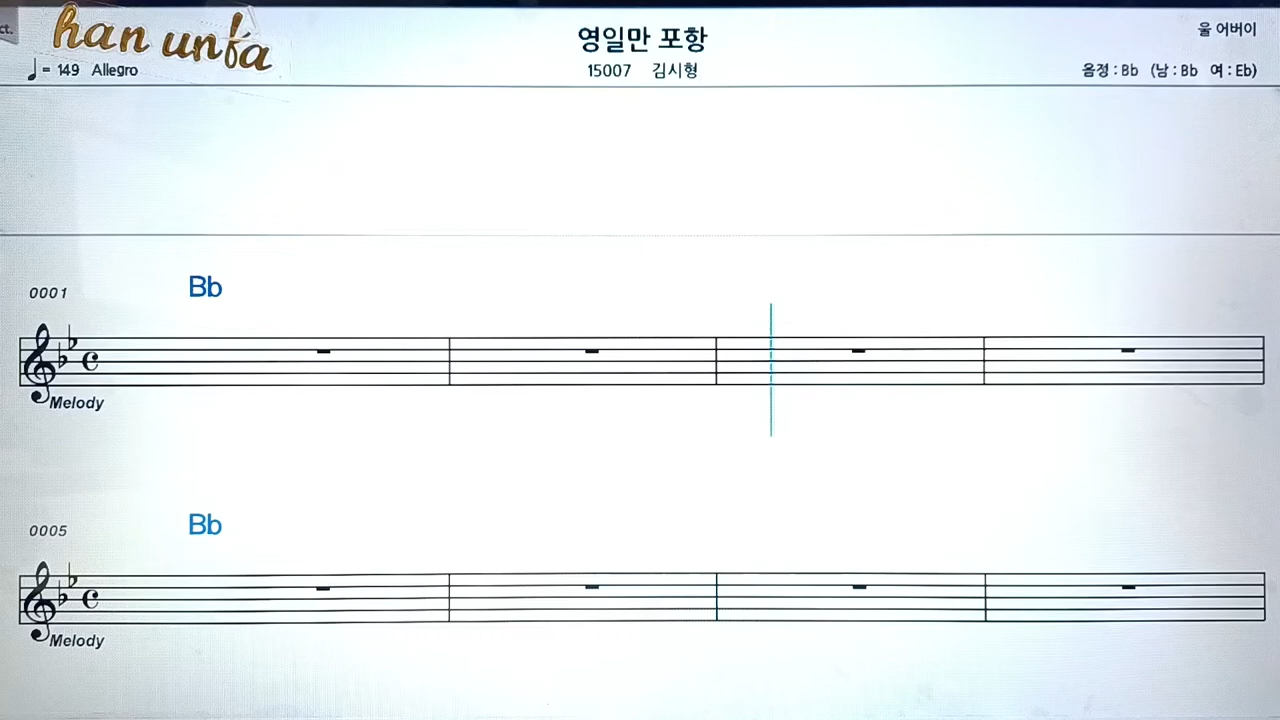 ct.
han unfa
영일만 포항
울 어버이
♩= 149 Allegro
15007 김시형
음정 : Bb (남 : Bb 여 : Eb)
0001
Bb
Melody
0005
Bb
Melody